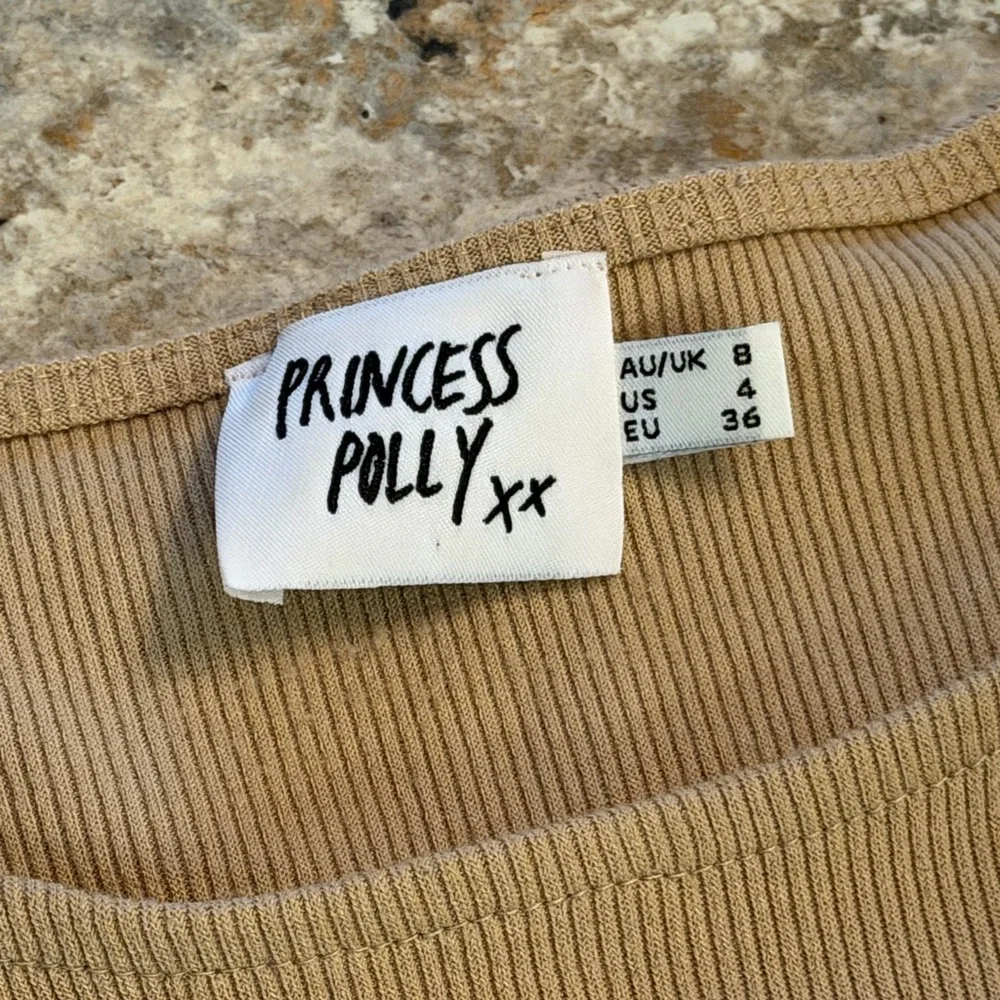 PRINCESS
POLLY xx
AU/UK 8
US 4
EU 36